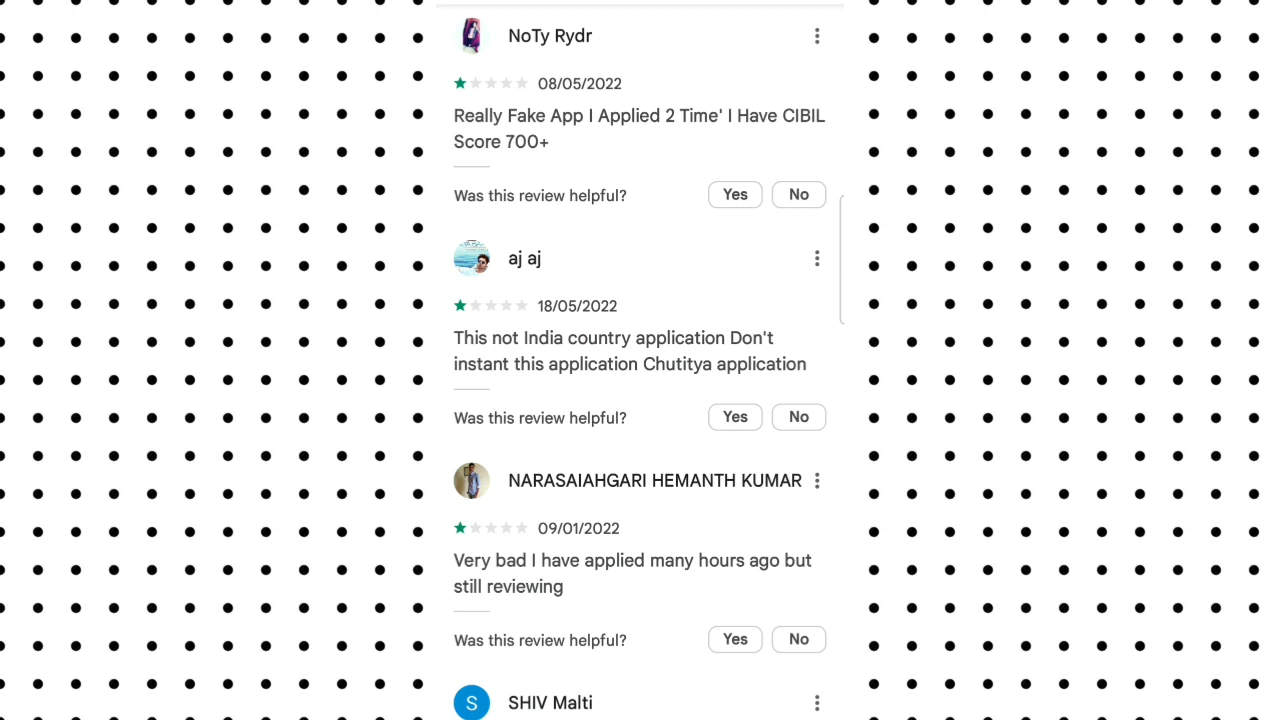 NoTy Rydr
08/05/2022
Really Fake App I Applied 2 Time' I Have CIBIL
Score 700+
Was this review helpful? Yes No
aj aj
18/05/2022
This not India country application Don't
instant this application Chutitya application
Was this review helpful? Yes No
NARASAIAHGARI HEMANTH KUMAR
09/01/2022
Very bad I have applied many hours ago but
still reviewing
Was this review helpful? Yes No
S SHIV Malti